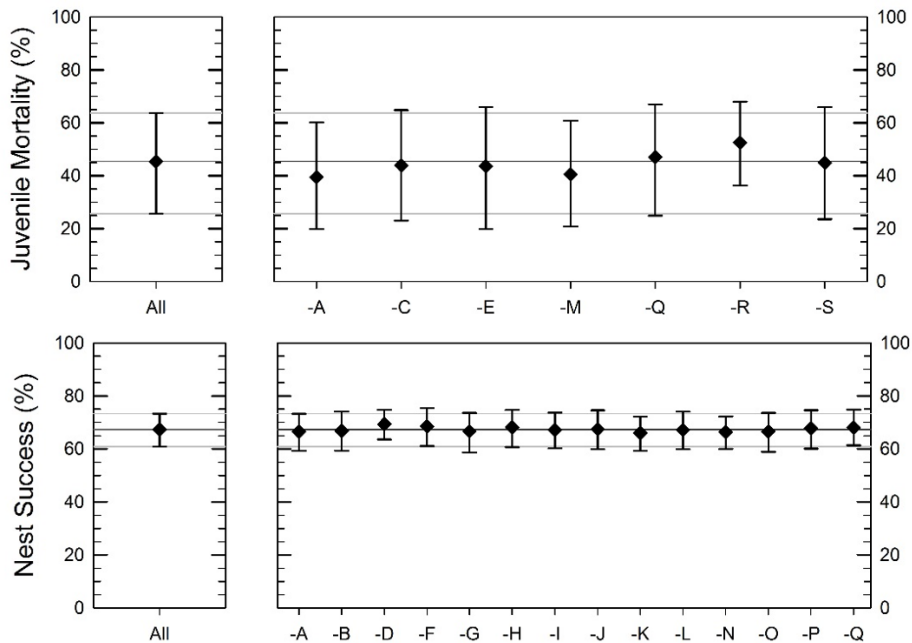 Juvenile Mortality (%)
100 80 60 40 20 0
All
-A -C -E -M -Q -R -S
100 80 60 40 20 0
Nest Success (%)
100 80 60 40 20 0
All
-A -B -D -F -G -H -I -J -K -L -N -O -P -Q
100 80 60 40 20 0